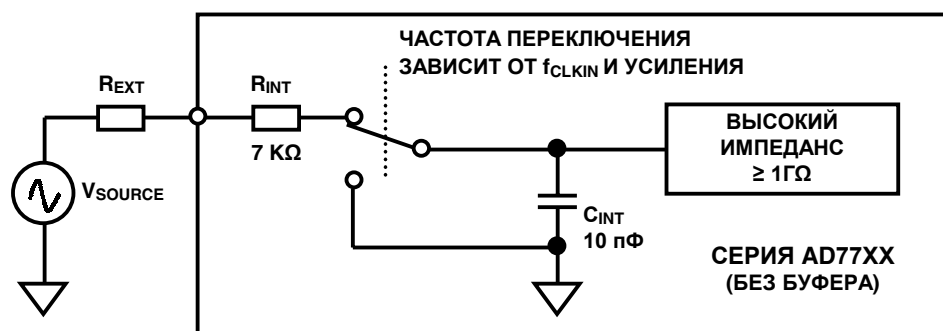 ЧАСТОТА ПЕРЕКЛЮЧЕНИЯ
ЗАВИСИТ ОТ fCLKIN И УСИЛЕНИЯ
REXT
RINT
7 KΩ
VSOURCE
ВЫСОКИЙ
ИМПЕДАНС
≥ 1ГΩ
CINT
10 пФ
СЕРИЯ AD77XX
(БЕЗ БУФЕРА)